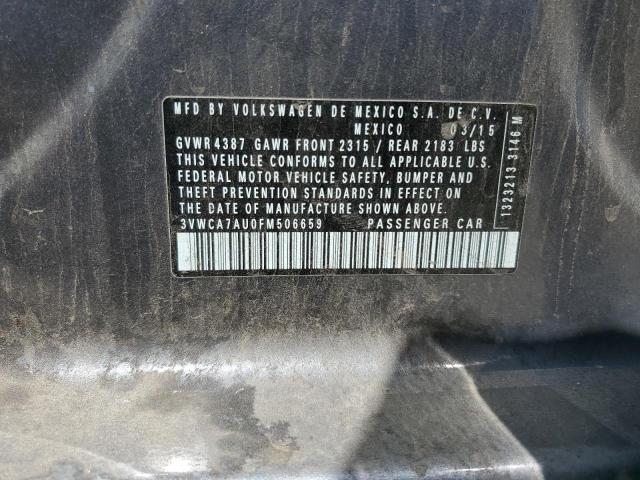 MFD BY VOLKSWAGEN DE MEXICO S.A. DE C.V.
MEXICO 03/15
GVWR 4387 GAWR FRONT 2315 / REAR 2183 LBS
THIS VEHICLE CONFORMS TO ALL APPLICABLE U.S.
FEDERAL MOTOR VEHICLE SAFETY, BUMPER AND
THEFT PREVENTION STANDARDS IN EFFECT ON
THE DATE OF MANUFACTURE SHOWN ABOVE.
3VWCA7AU0FM506659 PASSENGER CAR
1323213 3146 M